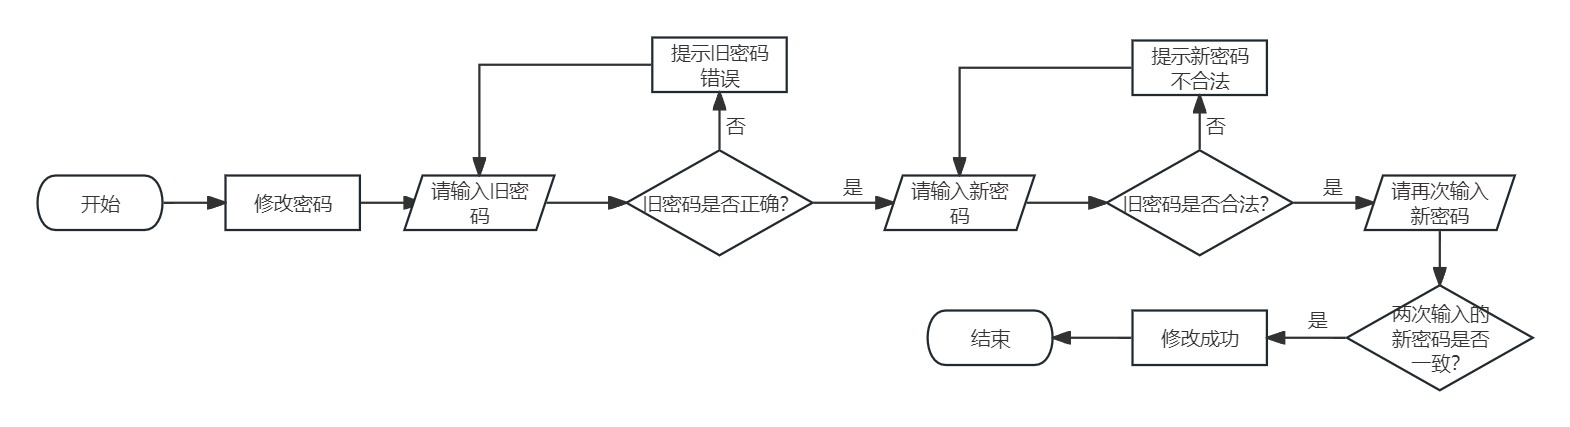 提示旧密码
错误
提示新密码
不合法
否
否
开始
修改密码
请输入旧密
码
旧密码是否正确?
是
请输入新密
码
旧密码是否合法?
是
请再次输入
新密码
结束
修改成功
是
两次输入的
新密码是否
一致?